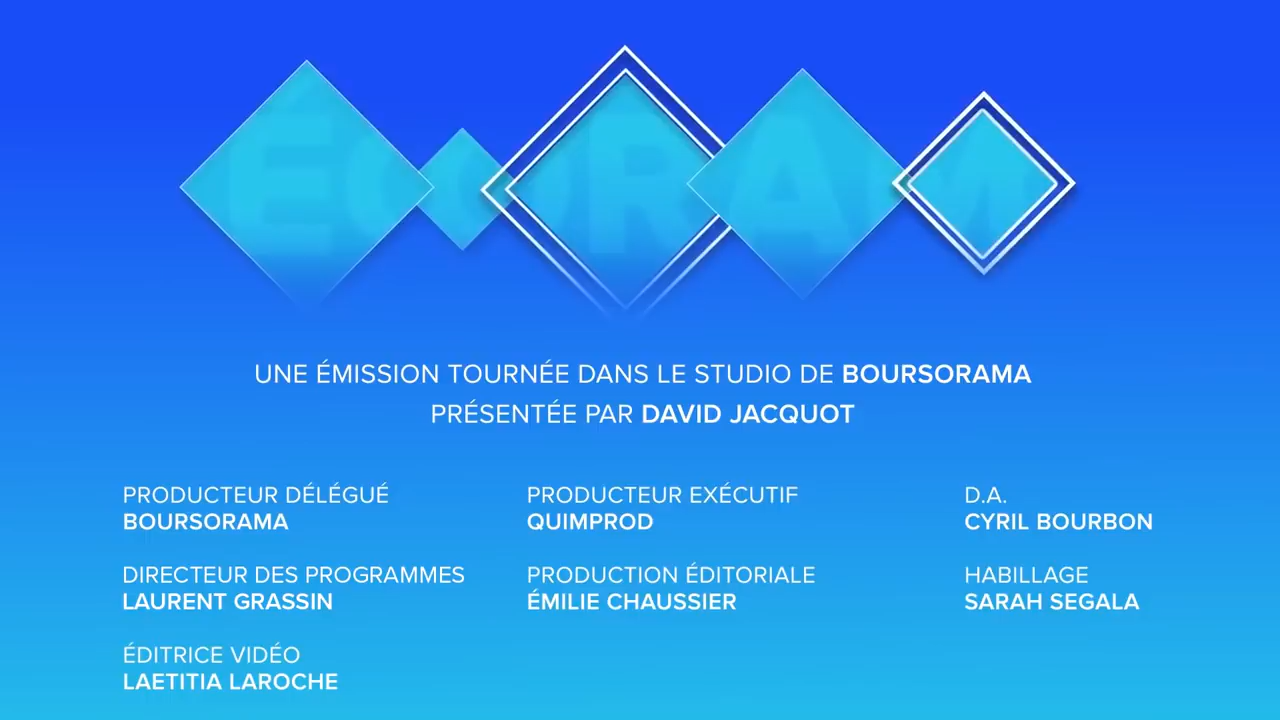 ÉCORAM
UNE ÉMISSION TOURNÉE DANS LE STUDIO DE BOURSORAMA
PRÉSENTÉE PAR DAVID JACQUOT
PRODUCTEUR DÉLÉGUÉ
BOURSORAMA
DIRECTEUR DES PROGRAMMES
LAURENT GRASSIN
ÉDITRICE VIDÉO
LAETITIA LAROCHE
PRODUCTEUR EXÉCUTIF
QUIMPROD
PRODUCTION ÉDITORIALE
ÉMILIE CHAUSSIER
D.A.
CYRIL BOURBON
HABILLAGE
SARAH SEGALA